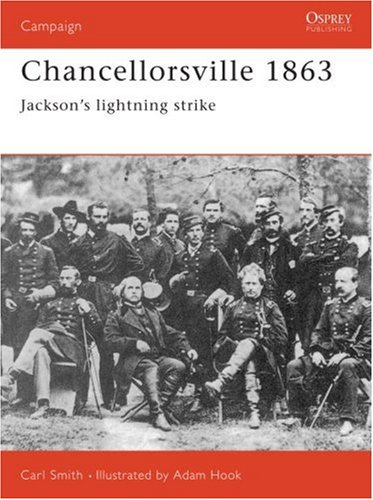 Campaign
OSPREY
PUBLISHING
Chancellorsville 1863
Jackson's lightning strike
Carl Smith · Illustrated by Adam Hook